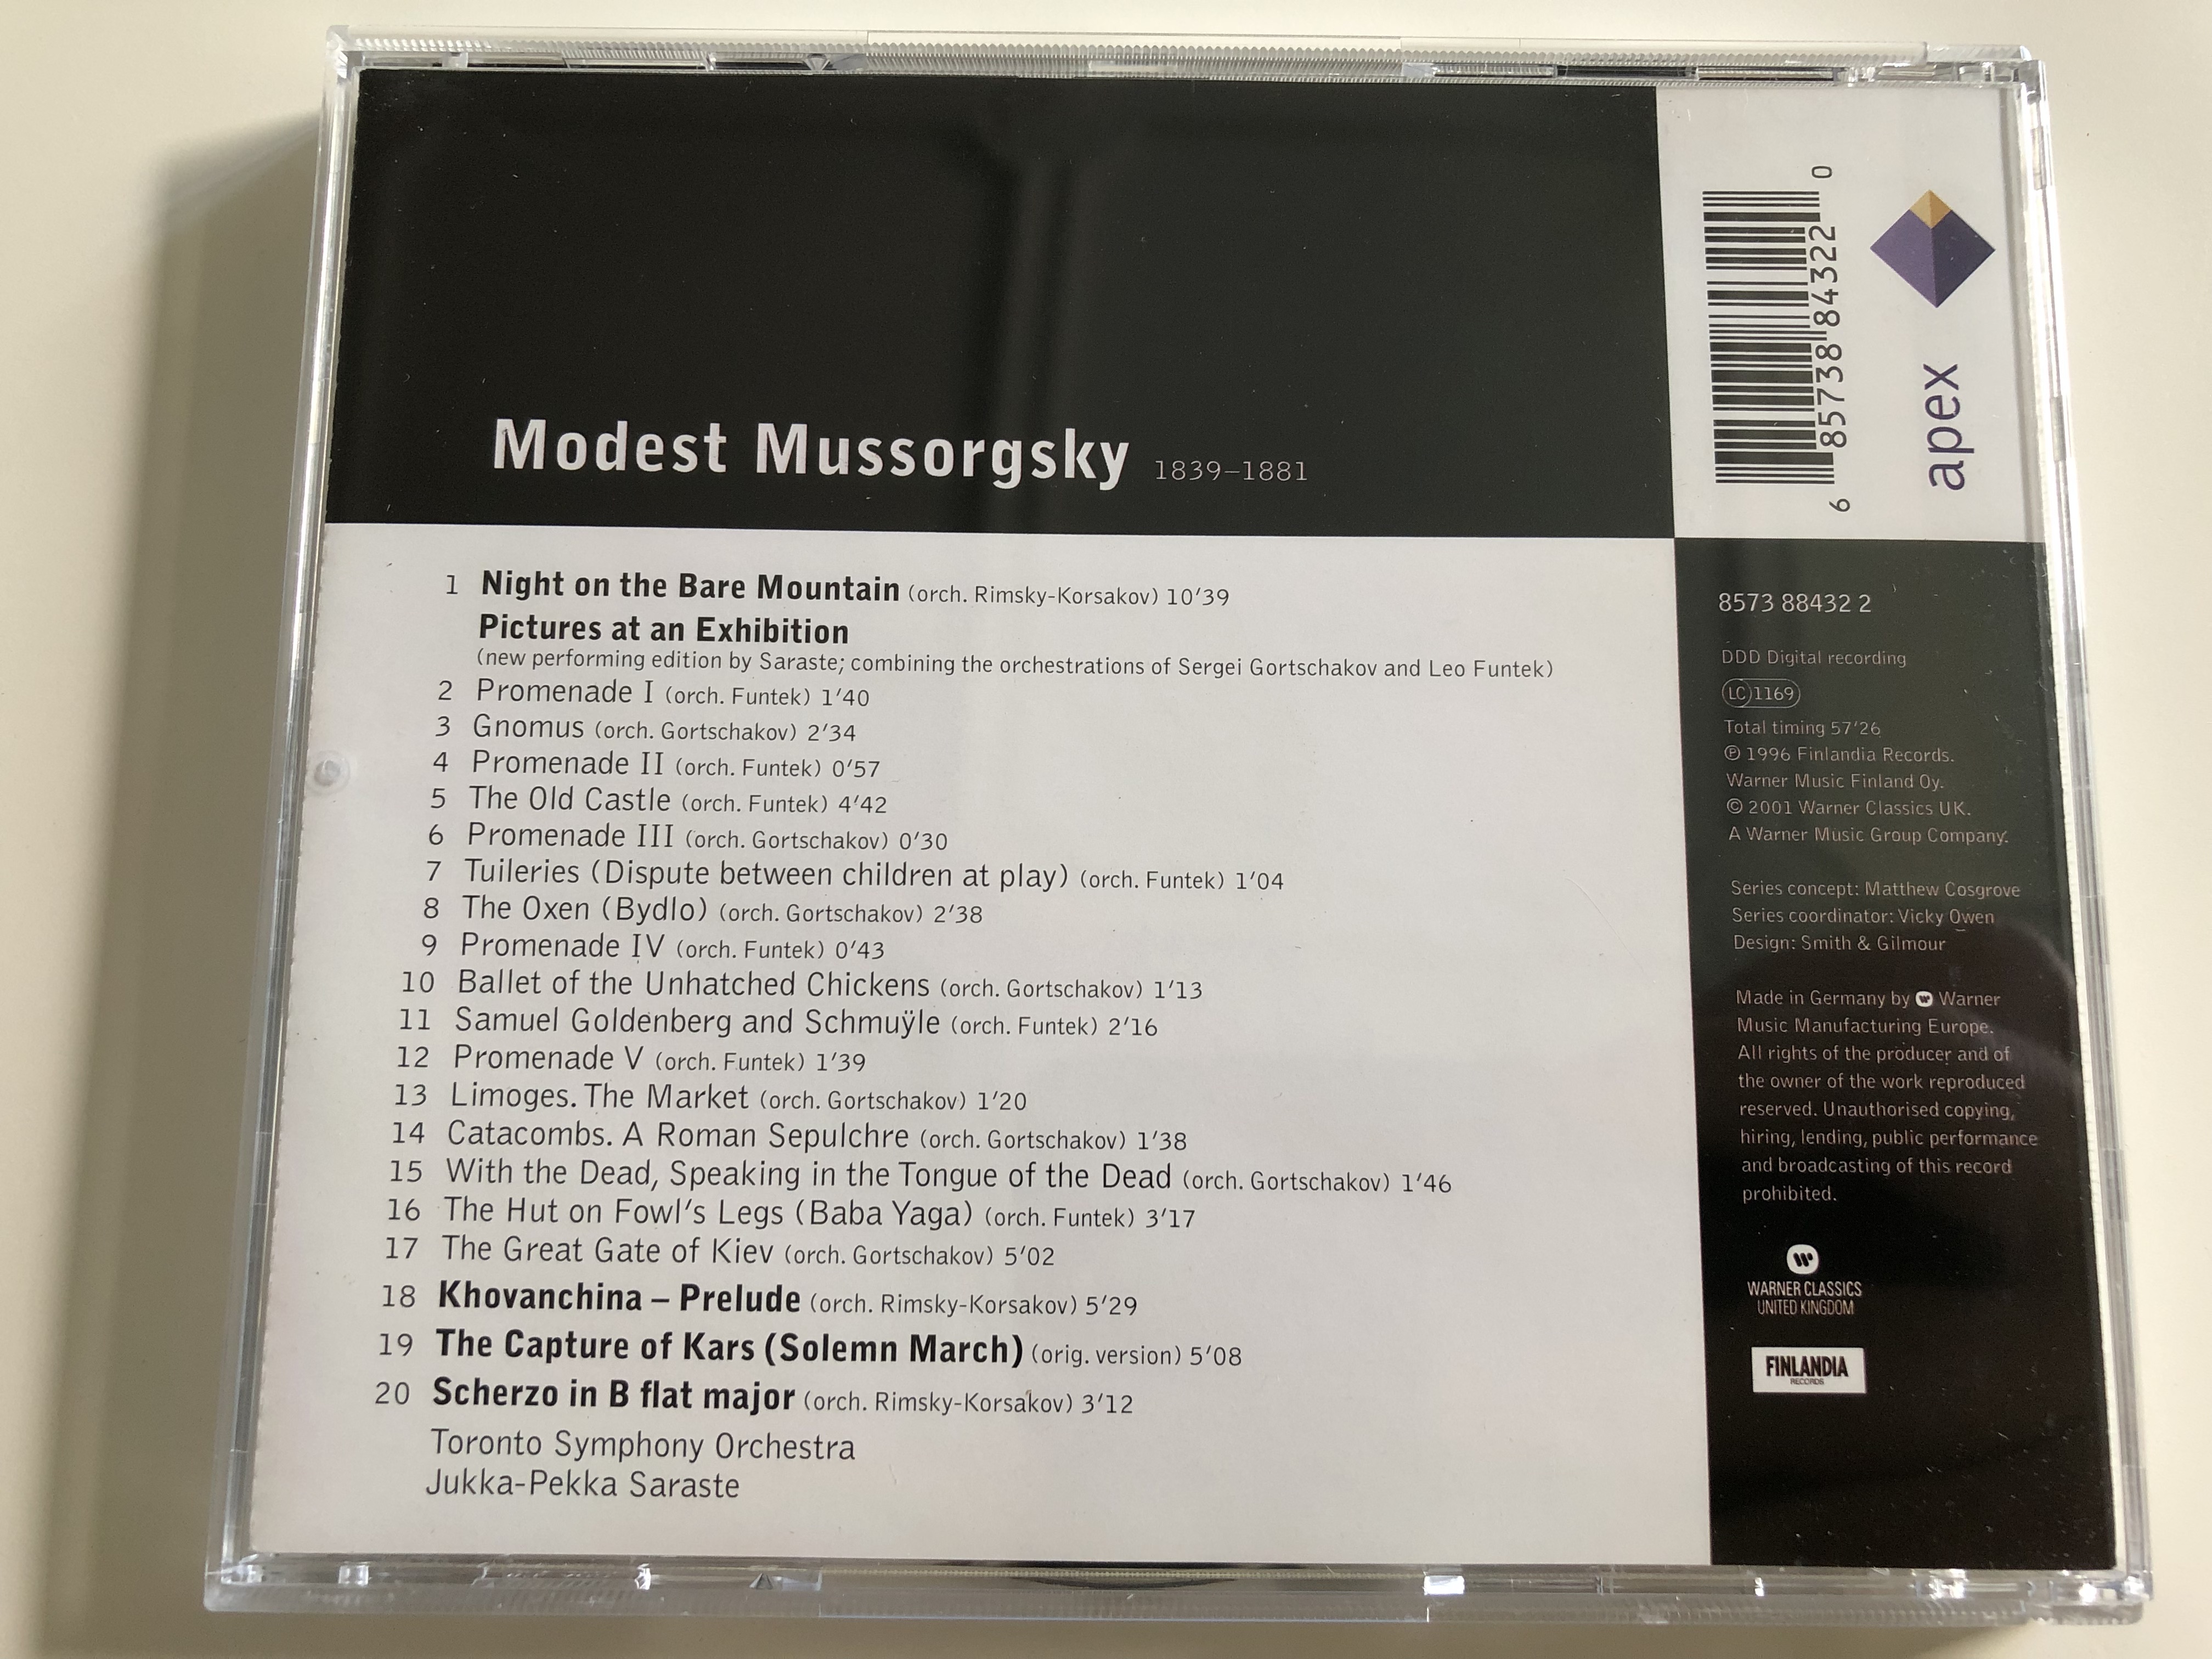 Modest Mussorgsky 1839–1881
1 Night on the Bare Mountain (orch. Rimsky-Korsakov) 10'39
Pictures at an Exhibition
(new performing edition by Saraste; combining the orchestrations of Sergei Gortschakov and Leo Funtek)
2 Promenade I (orch. Funtek) 1'40
3 Gnomus (orch. Gortschakov) 2'34
4 Promenade II (orch. Funtek) 0'57
5 The Old Castle (orch. Funtek) 4'42
6 Promenade III (orch. Gortschakov) 0'30
7 Tuileries (Dispute between children at play) (orch. Funtek) 1'04
8 The Oxen (Bydlo) (orch. Gortschakov) 2'38
9 Promenade IV (orch. Funtek) 0'43
10 Ballet of the Unhatched Chickens (orch. Gortschakov) 1'13
11 Samuel Goldenberg and Schmuÿle (orch. Funtek) 2'16
12 Promenade V (orch. Funtek) 1'39
13 Limoges. The Market (orch. Gortschakov) 1'20
14 Catacombs. A Roman Sepulchre (orch. Gortschakov) 1'38
15 With the Dead, Speaking in the Tongue of the Dead (orch. Gortschakov) 1'46
16 The Hut on Fowl's Legs (Baba Yaga) (orch. Funtek) 3'17
17 The Great Gate of Kiev (orch. Gortschakov) 5'02
18 Khovanchina – Prelude (orch. Rimsky-Korsakov) 5'29
19 The Capture of Kars (Solemn March) (orig. version) 5'08
20 Scherzo in B flat major (orch. Rimsky-Korsakov) 3'12
Toronto Symphony Orchestra
Jukka-Pekka Saraste
6 85738 84322 0
apex
8573 88432 2
DDD Digital recording
LC 1169
Total timing 57'26
℗ 1996 Finlandia Records.
Warner Music Finland Oy.
© 2001 Warner Classics UK.
A Warner Music Group Company.
Series concept: Matthew Cosgrove
Series coordinator: Vicky Owen
Design: Smith & Gilmour
Made in Germany by Warner
Music Manufacturing Europe.
All rights of the producer and of
the owner of the work reproduced
reserved. Unauthorised copying,
hiring, lending, public performance
and broadcasting of this record
prohibited.
WARNER CLASSICS
UNITED KINGDOM
FINLANDIA
RECORDS